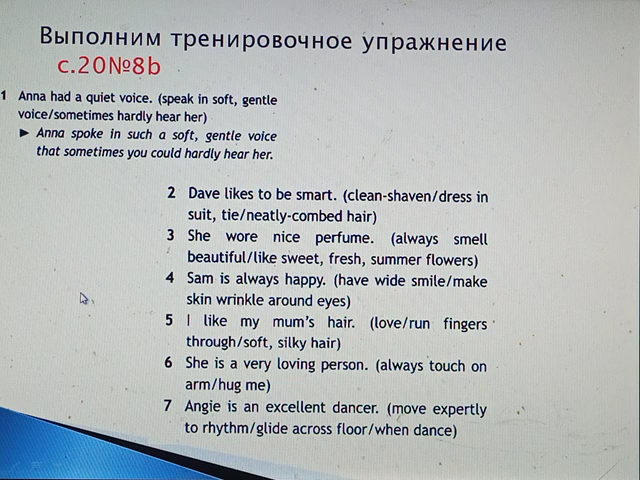 Выполним тренировочное упражнение
с.20№8b
1 Anna had a quiet voice. (speak in soft, gentle
voice/sometimes hardly hear her)
► Anna spoke in such a soft, gentle voice
that sometimes you could hardly hear her.
2 Dave likes to be smart. (clean-shaven/dress in
suit, tie/neatly-combed hair)
3 She wore nice perfume. (always smell
beautiful/like sweet, fresh, summer flowers)
4 Sam is always happy. (have wide smile/make
skin wrinkle around eyes)
5 I like my mum's hair. (love/run fingers
through/soft, silky hair)
6 She is a very loving person. (always touch on
arm/hug me)
7 Angie is an excellent dancer. (move expertly
to rhythm/glide across floor/when dance)